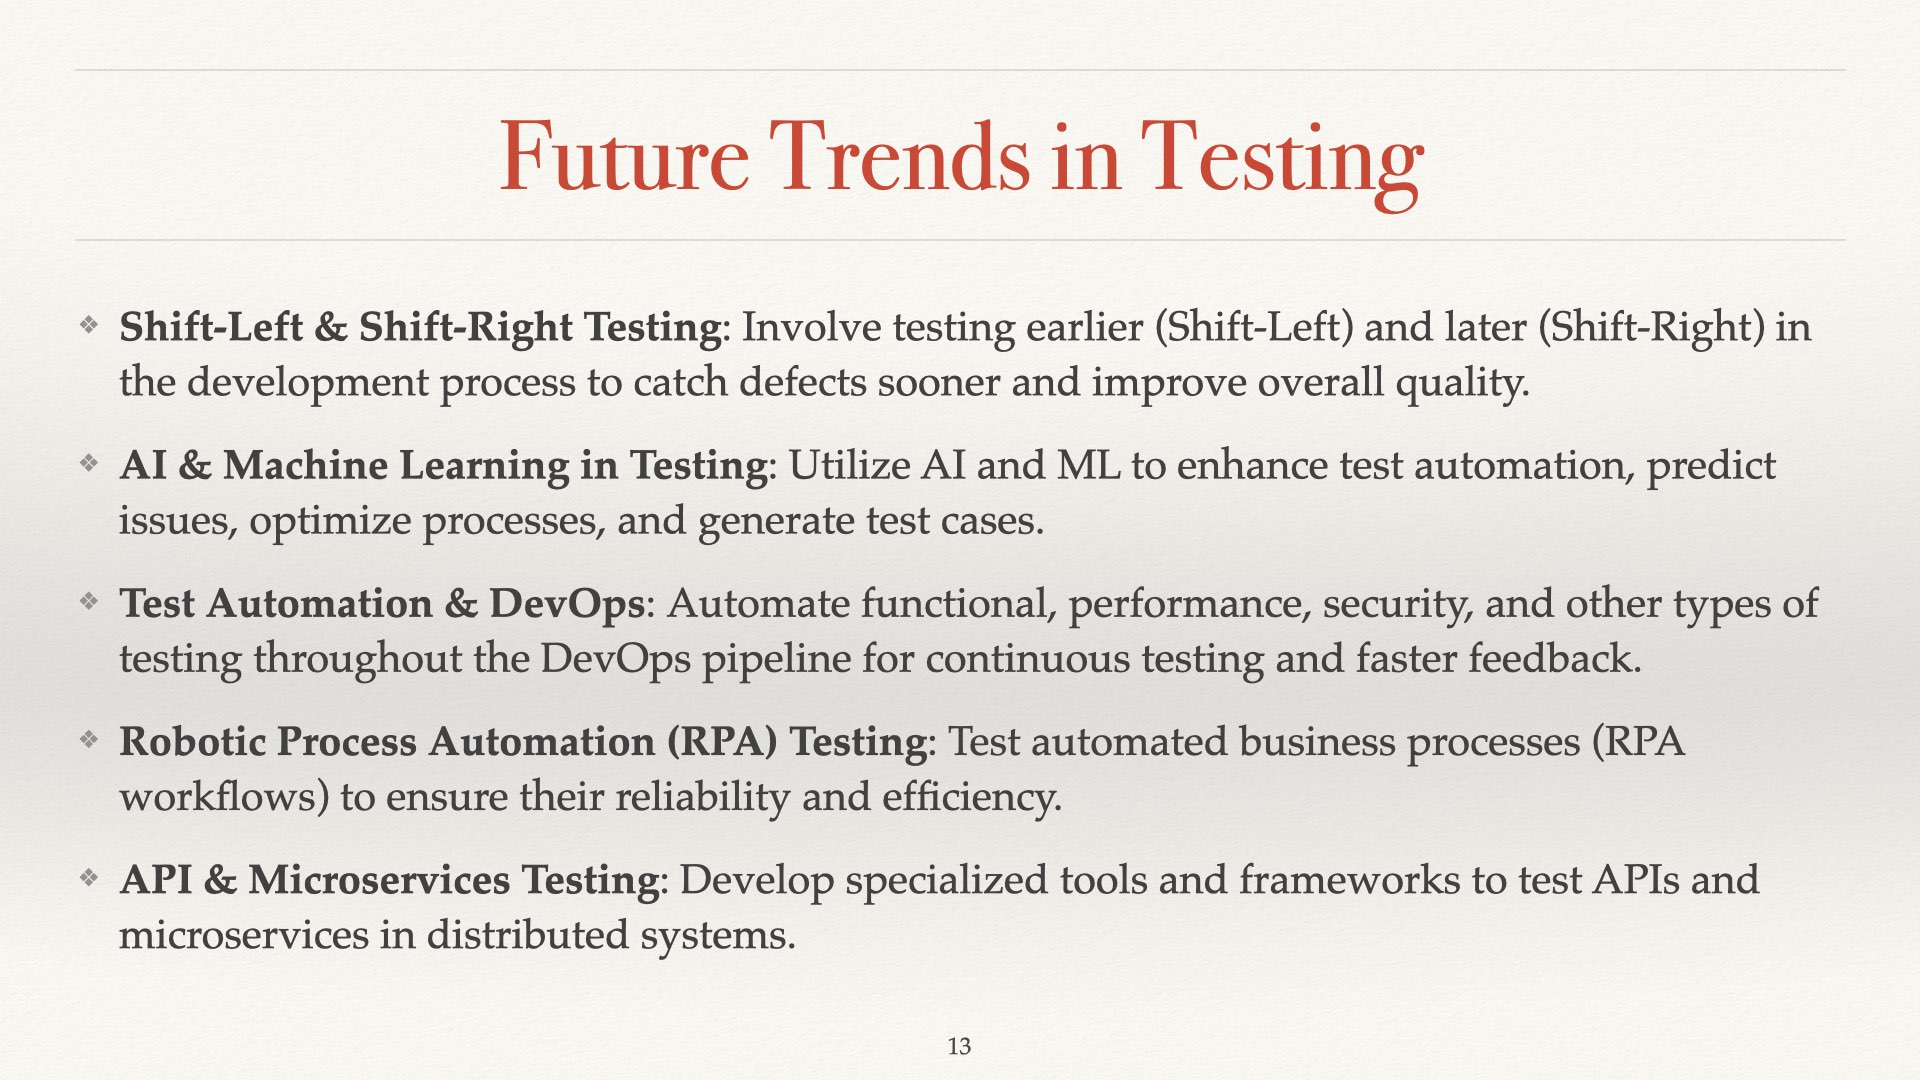 Future Trends in Testing
❖ Shift-Left & Shift-Right Testing: Involve testing earlier (Shift-Left) and later (Shift-Right) in
the development process to catch defects sooner and improve overall quality.
❖ AI & Machine Learning in Testing: Utilize AI and ML to enhance test automation, predict
issues, optimize processes, and generate test cases.
❖ Test Automation & DevOps: Automate functional, performance, security, and other types of
testing throughout the DevOps pipeline for continuous testing and faster feedback.
❖ Robotic Process Automation (RPA) Testing: Test automated business processes (RPA
workflows) to ensure their reliability and efficiency.
❖ API & Microservices Testing: Develop specialized tools and frameworks to test APIs and
microservices in distributed systems.
13